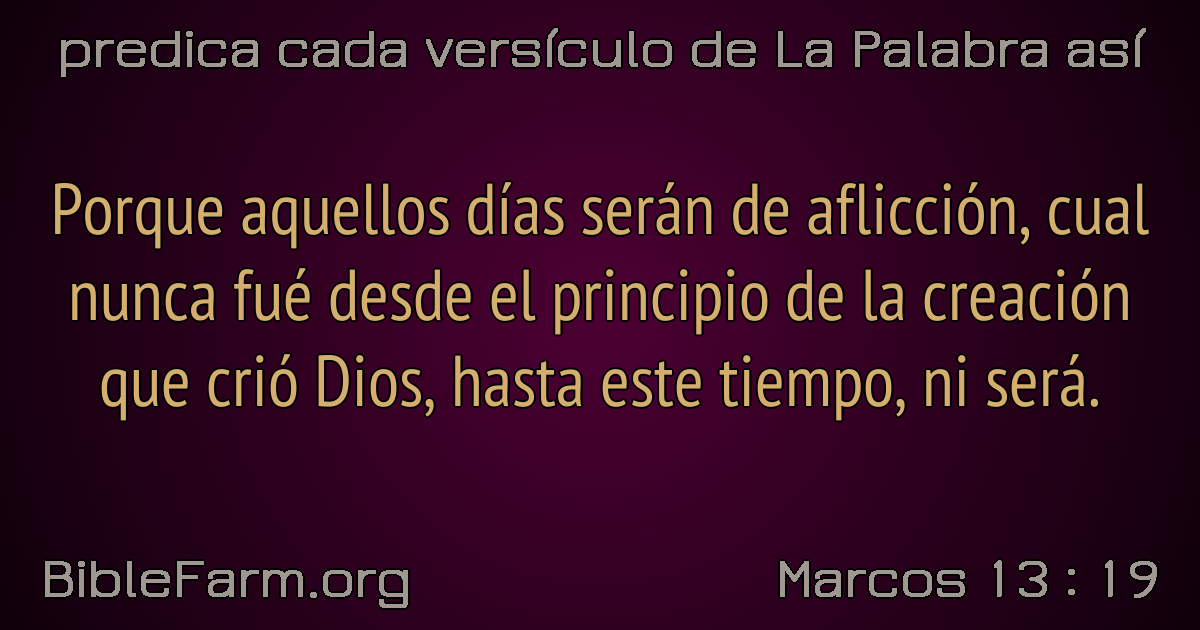 predica cada versículo de La Palabra así
Porque aquellos días serán de aflicción, cual
nunca fué desde el principio de la creación
que crió Dios, hasta este tiempo, ni será.
BibleFarm.org
Marcos 13 : 19